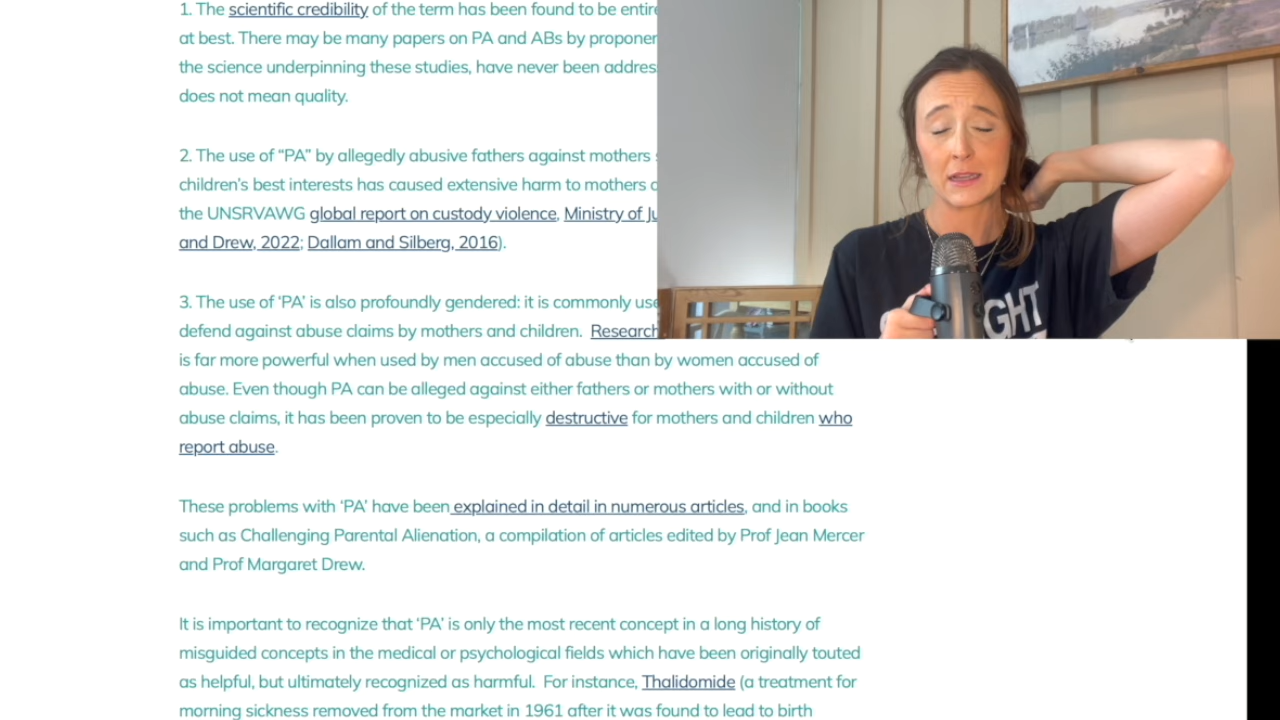 1. The scientific credibility of the term has been found to be
at best. There may be many papers on PA and ABs by
the science underpinning these studies, have never been
does not mean quality.
2. The use of “PA” by allegedly abusive fathers against mothers
children’s best interests has caused extensive harm to mothers
the UNSRVAWG global report on custody violence, Ministry of
and Drew, 2022; Dallam and Silberg, 2016).
3. The use of ‘PA’ is also profoundly gendered: it is commonly
defend against abuse claims by mothers and children. Research
is far more powerful when used by men accused of abuse than by women accused of
abuse. Even though PA can be alleged against either fathers or mothers with or without
abuse claims, it has been proven to be especially destructive for mothers and children who
report abuse.
These problems with ‘PA’ have been explained in detail in numerous articles, and in books
such as Challenging Parental Alienation, a compilation of articles edited by Prof Jean Mercer
and Prof Margaret Drew.
It is important to recognize that ‘PA’ is only the most recent concept in a long history of
misguided concepts in the medical or psychological fields which have been originally touted
as helpful, but ultimately recognized as harmful. For instance, Thalidomide (a treatment for
morning sickness removed from the market in 1961 after it was found to lead to birth